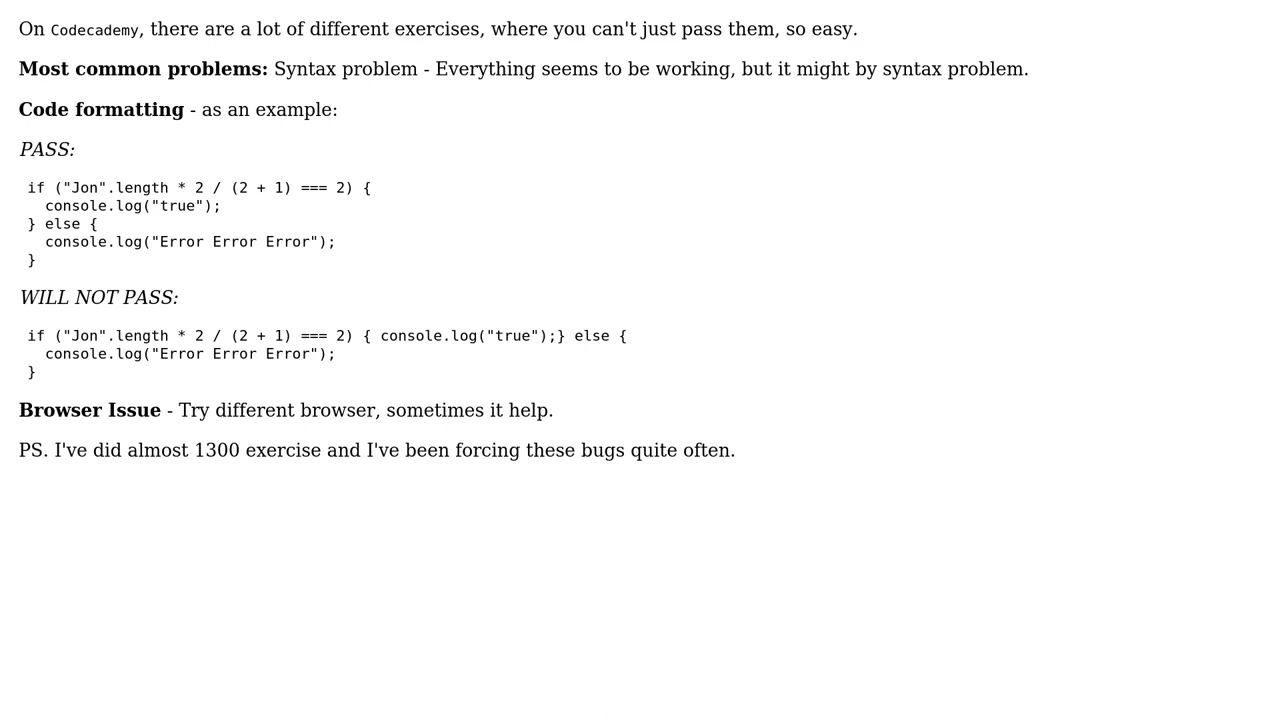 On Codecademy, there are a lot of different exercises, where you can't just pass them, so easy.
Most common problems: Syntax problem - Everything seems to be working, but it might by syntax problem.
Code formatting - as an example:
PASS:
if ("Jon".length * 2 / (2 + 1) === 2) {
  console.log("true");
} else {
  console.log("Error Error Error");
}
WILL NOT PASS:
if ("Jon".length * 2 / (2 + 1) === 2) { console.log("true");} else {
  console.log("Error Error Error");
}
Browser Issue - Try different browser, sometimes it help.
PS. I've did almost 1300 exercise and I've been forcing these bugs quite often.